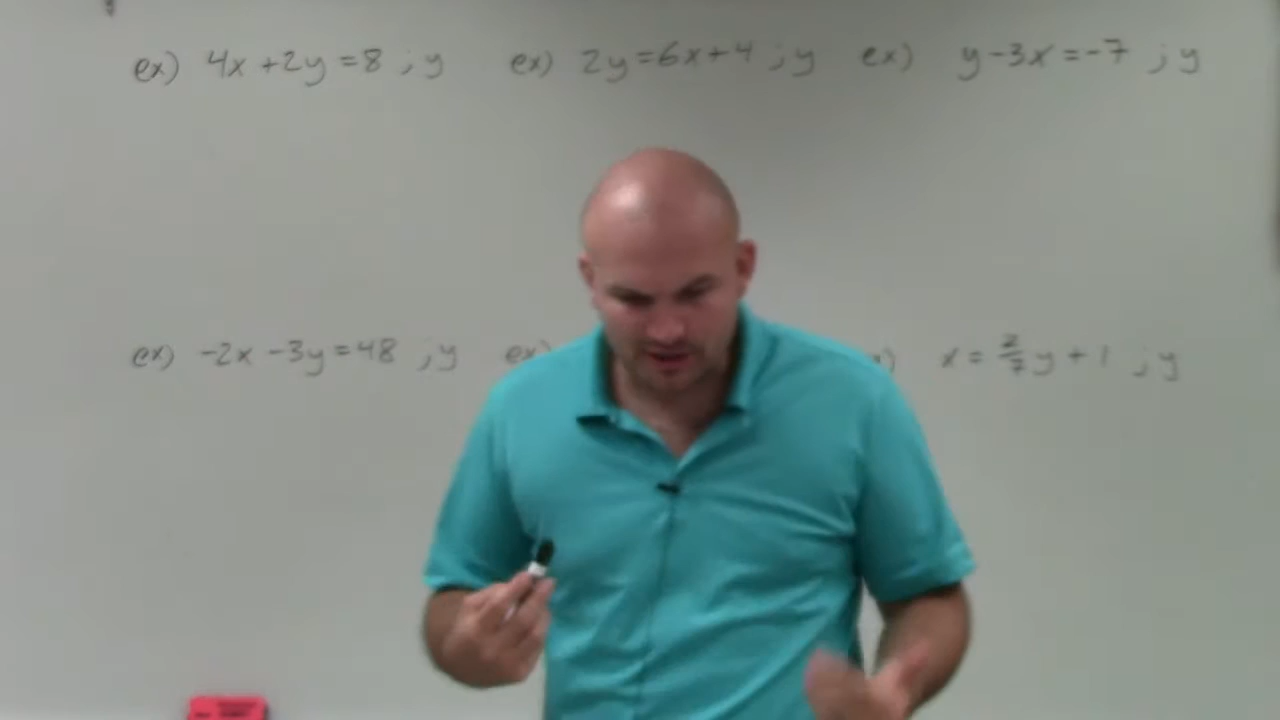 ex) 4x +2y =8 ; y ex) 2y=6x+4 ; y ex) y-3x=-7 ; y
ex) -2x -3y =48 , y ex) x = 2/7 y + 1 ; y